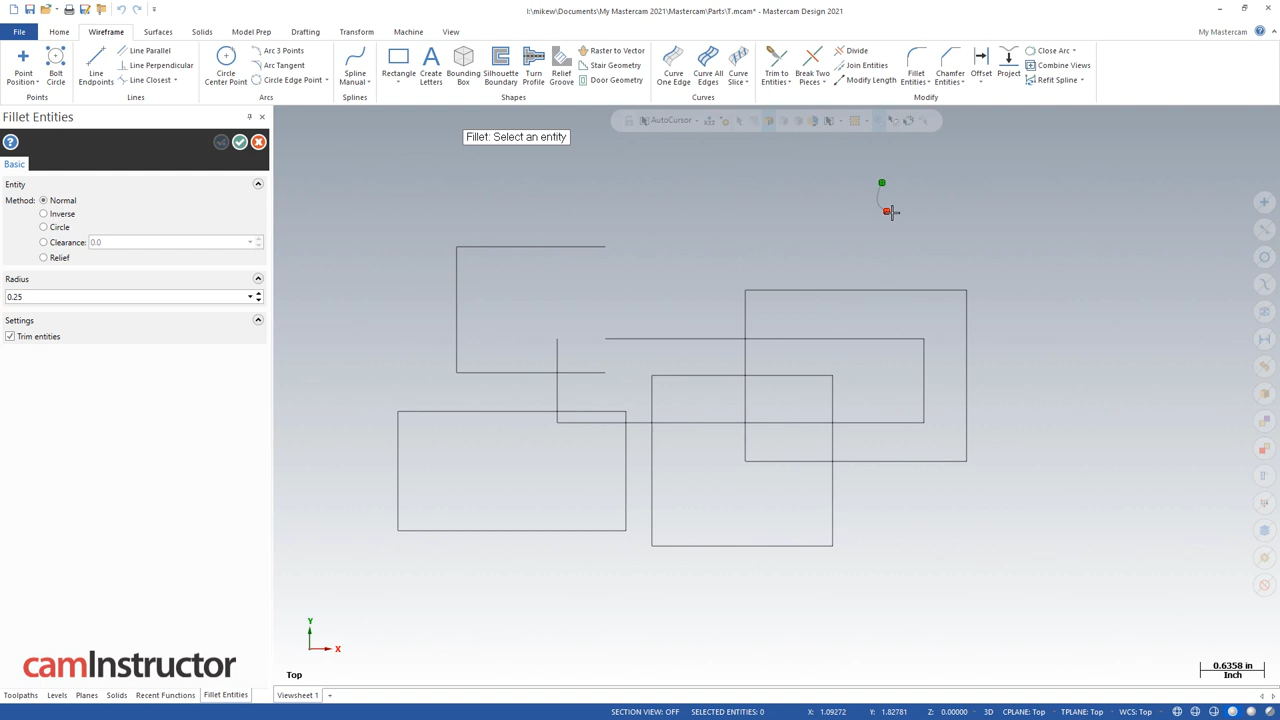 I:\mikew\Documents\My Mastercam 2021\Mastercam\Parts\T.mcam* - Mastercam Design 2021
File Home Wireframe Surfaces Solids Model Prep Drafting Transform Machine View My Mastercam
Point Position Bolt Circle
Points
Line Endpoints
Line Parallel
Line Perpendicular
Line Closest
Lines
Circle Center Point
Arc 3 Points
Arc Tangent
Circle Edge Point
Arcs
Spline Manual
Splines
Rectangle Create Letters Bounding Box Silhouette Boundary Turn Profile Relief Groove
Raster to Vector
Stair Geometry
Door Geometry
Shapes
Curve One Edge Curve All Edges Curve Slice
Curves
Trim to Entities Break Two Pieces
Divide
Join Entities
Modify Length
Fillet Entities Chamfer Entities Offset Project
Close Arc
Combine Views
Refit Spline
Modify
Fillet Entities
Basic
Entity
Method: Normal
Inverse
Circle
Clearance: 0.0
Relief
Radius
0.25
Settings
Trim entities
AutoCursor
Fillet: Select an entity
Y
X
Top
0.6358 in
Inch
camInstructor
Toolpaths Levels Planes Solids Recent Functions Fillet Entities Viewsheet 1 +
SECTION VIEW: OFF SELECTED ENTITIES: 0 X: 1.09272 Y: 1.82781 Z: 0.00000 3D CPLANE: Top TPLANE: Top WCS: Top